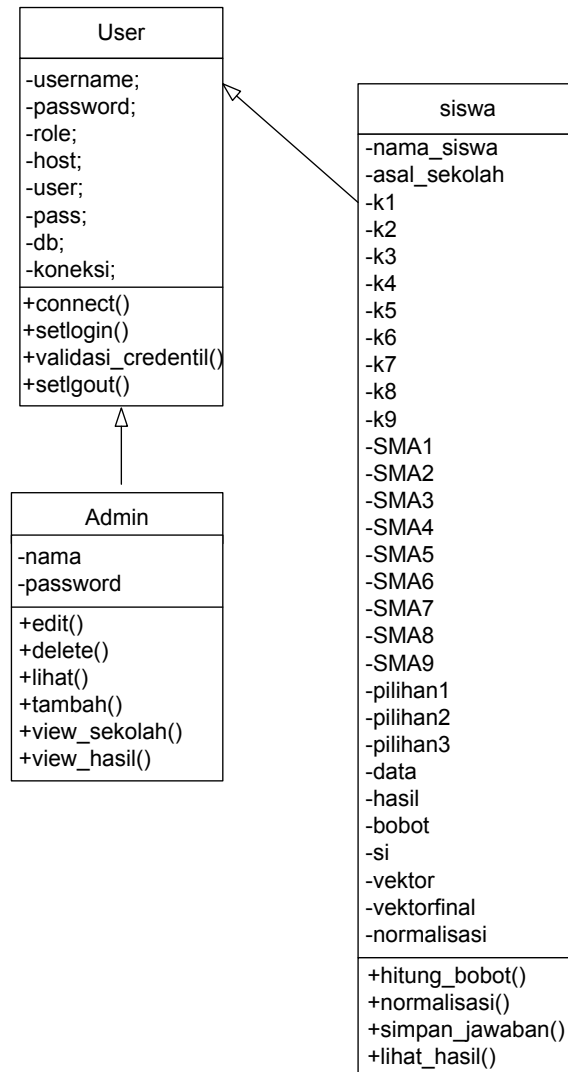 User
-username;
-password;
-role;
-host;
-user;
-pass;
-db;
-koneksi;
+connect()
+setlogin()
+validasi_credentil()
+setlgout()
Admin
-nama
-password
+edit()
+delete()
+lihat()
+tambah()
+view_sekolah()
+view_hasil()
siswa
-nama_siswa
-asal_sekolah
-k1
-k2
-k3
-k4
-k5
-k6
-k7
-k8
-k9
-SMA1
-SMA2
-SMA3
-SMA4
-SMA5
-SMA6
-SMA7
-SMA8
-SMA9
-pilihan1
-pilihan2
-pilihan3
-data
-hasil
-bobot
-si
-vektor
-vektorfinal
-normalisasi
+hitung_bobot()
+normalisasi()
+simpan_jawaban()
+lihat_hasil()